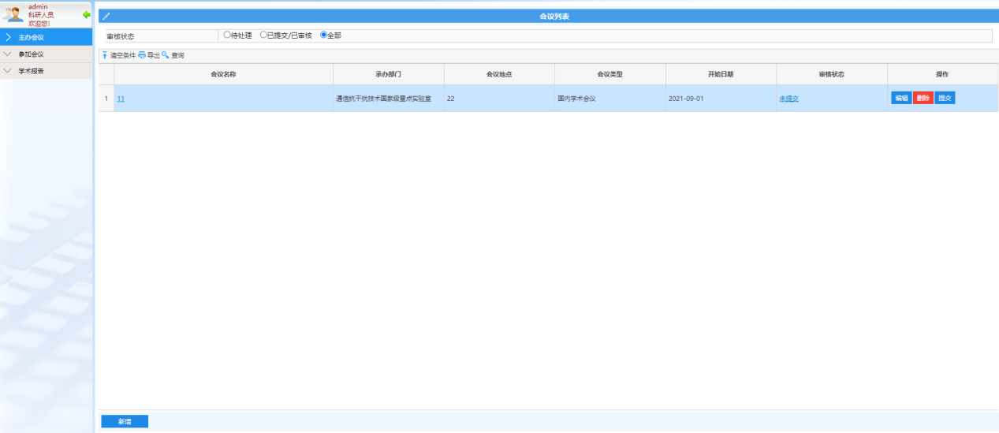 admin
科研人员
欢迎您!
主办会议
参加会议
学术报告
会议列表
审核状态 待处理 已提交/已审核 全部
清空条件 导出 查询
会议名称 承办部门 会议地点 会议类型 开始日期 审核状态 操作
1 11 通信抗干扰技术国家级重点实验室 22 国内学术会议 2021-09-01 未提交 编辑 删除 提交
新增